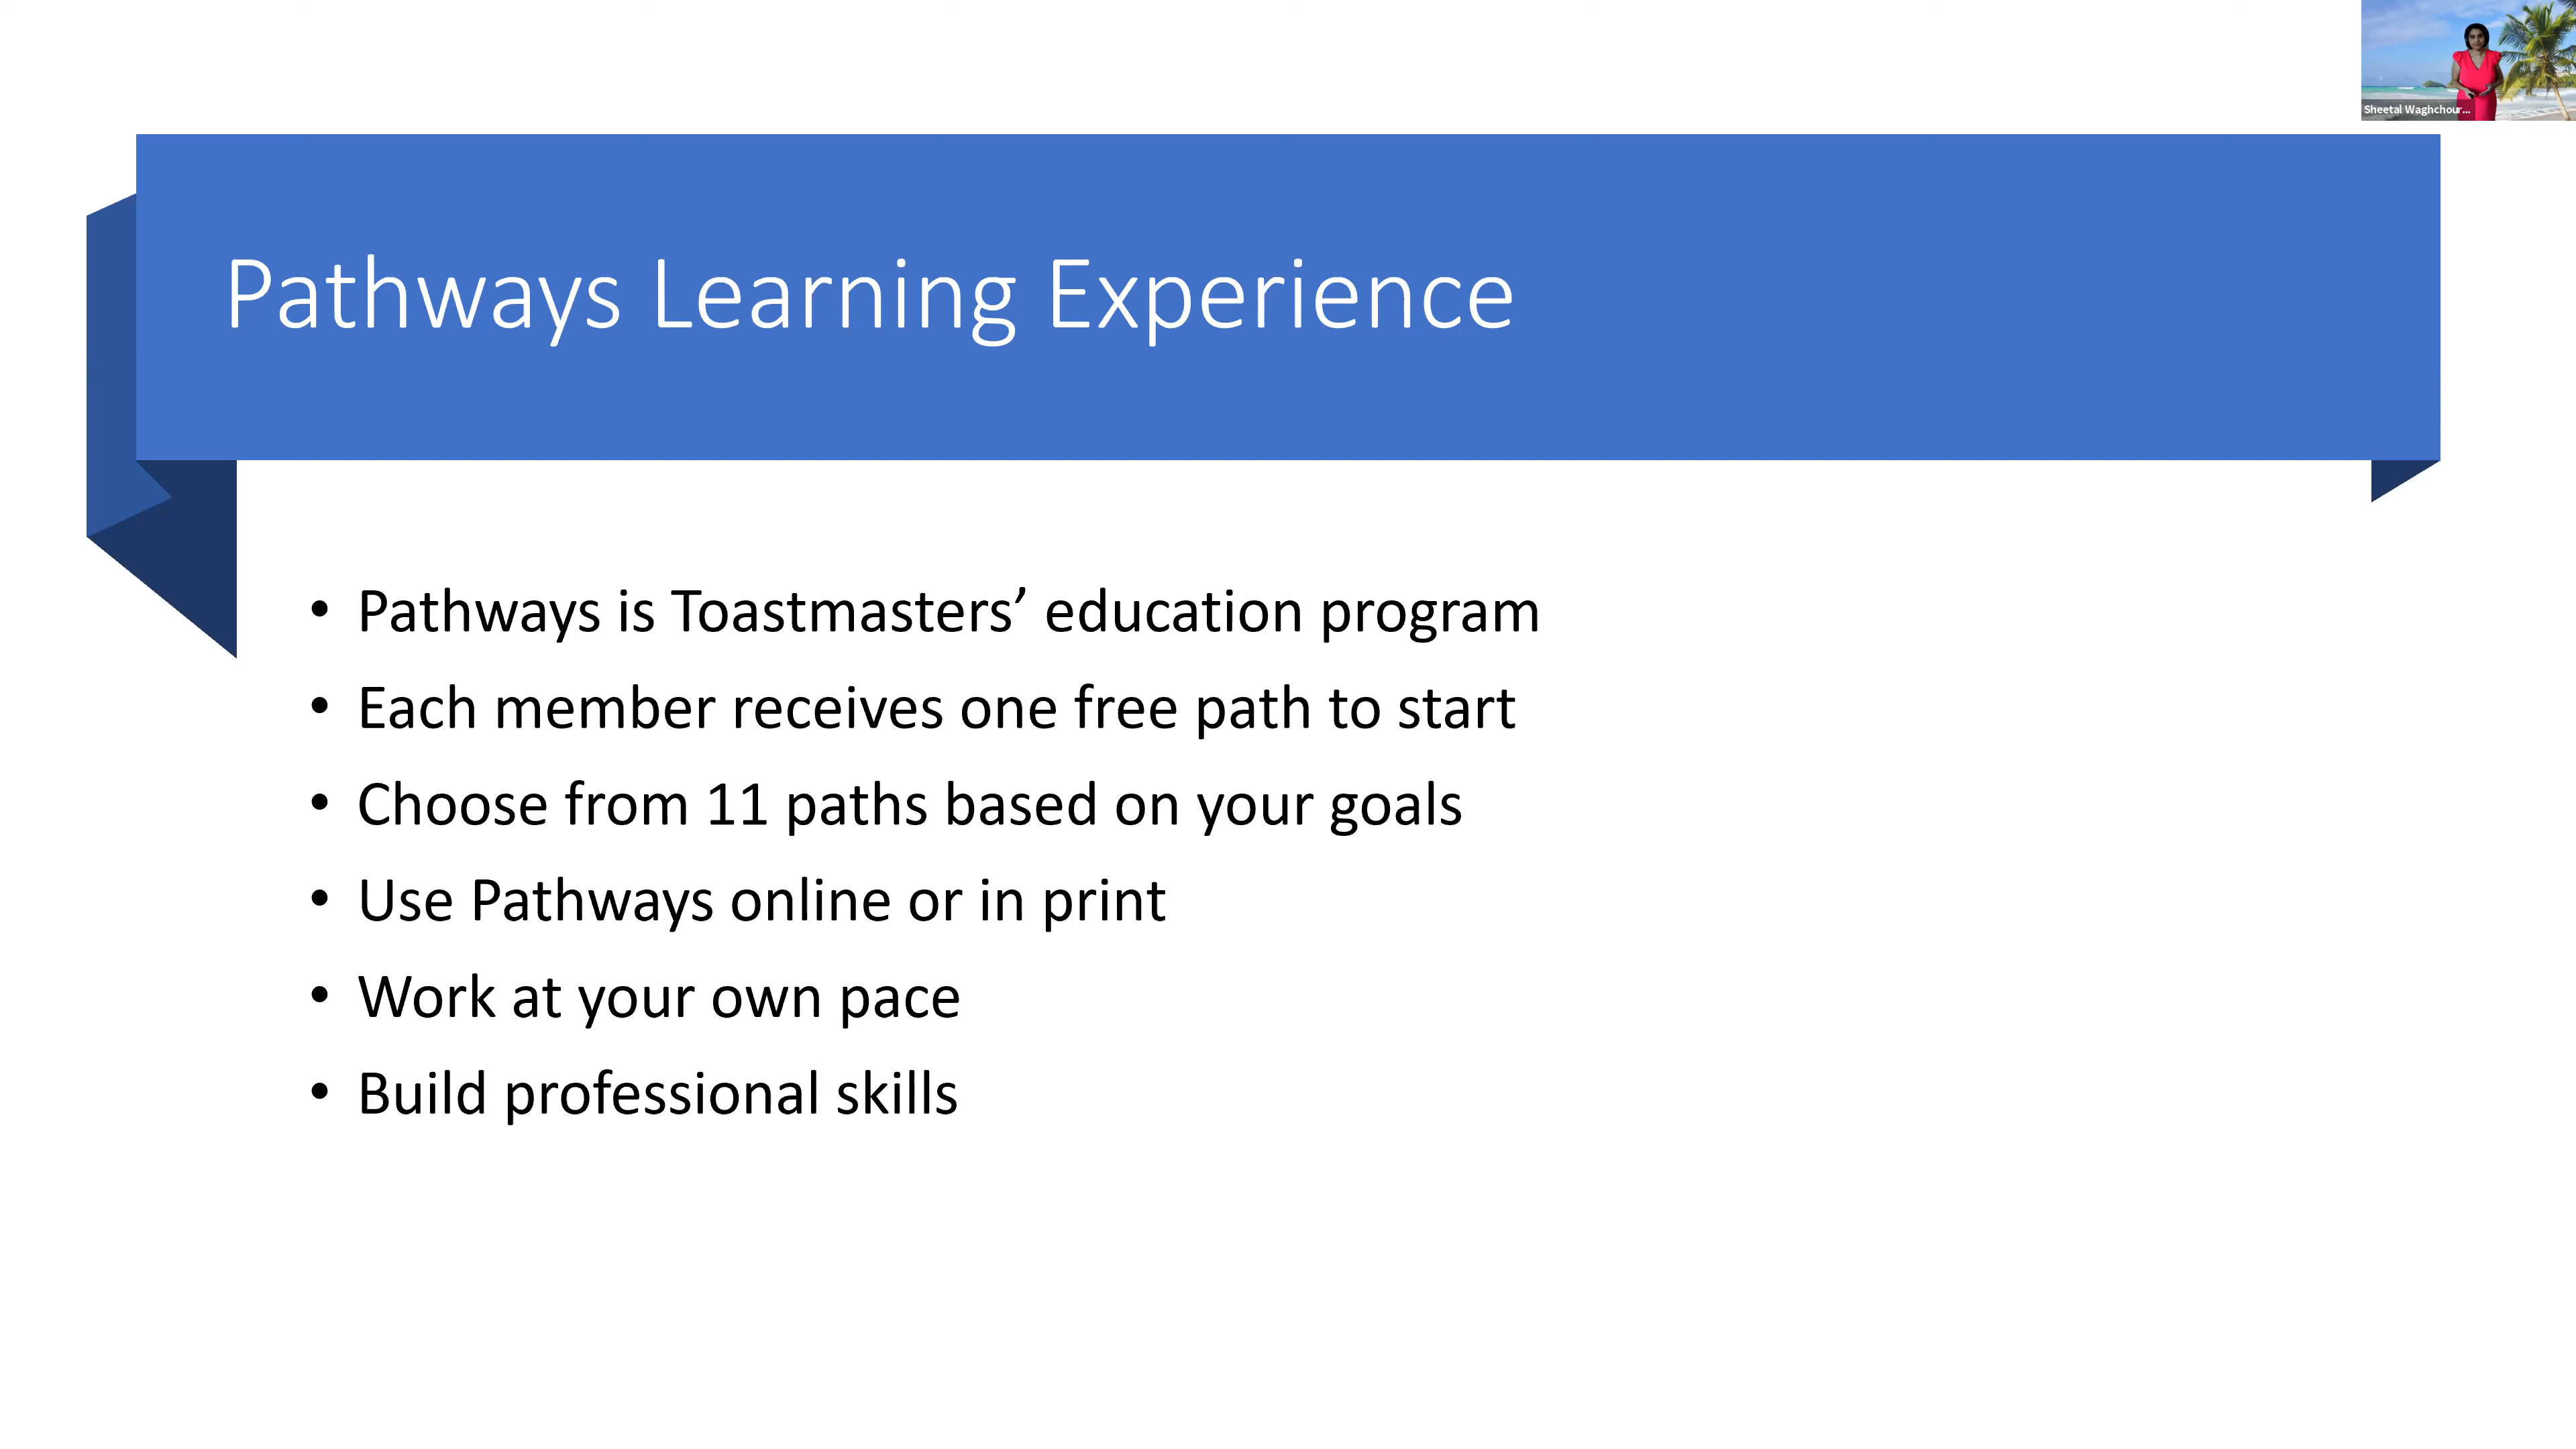 Sheetal Waghchour...
Pathways Learning Experience
• Pathways is Toastmasters’ education program
• Each member receives one free path to start
• Choose from 11 paths based on your goals
• Use Pathways online or in print
• Work at your own pace
• Build professional skills